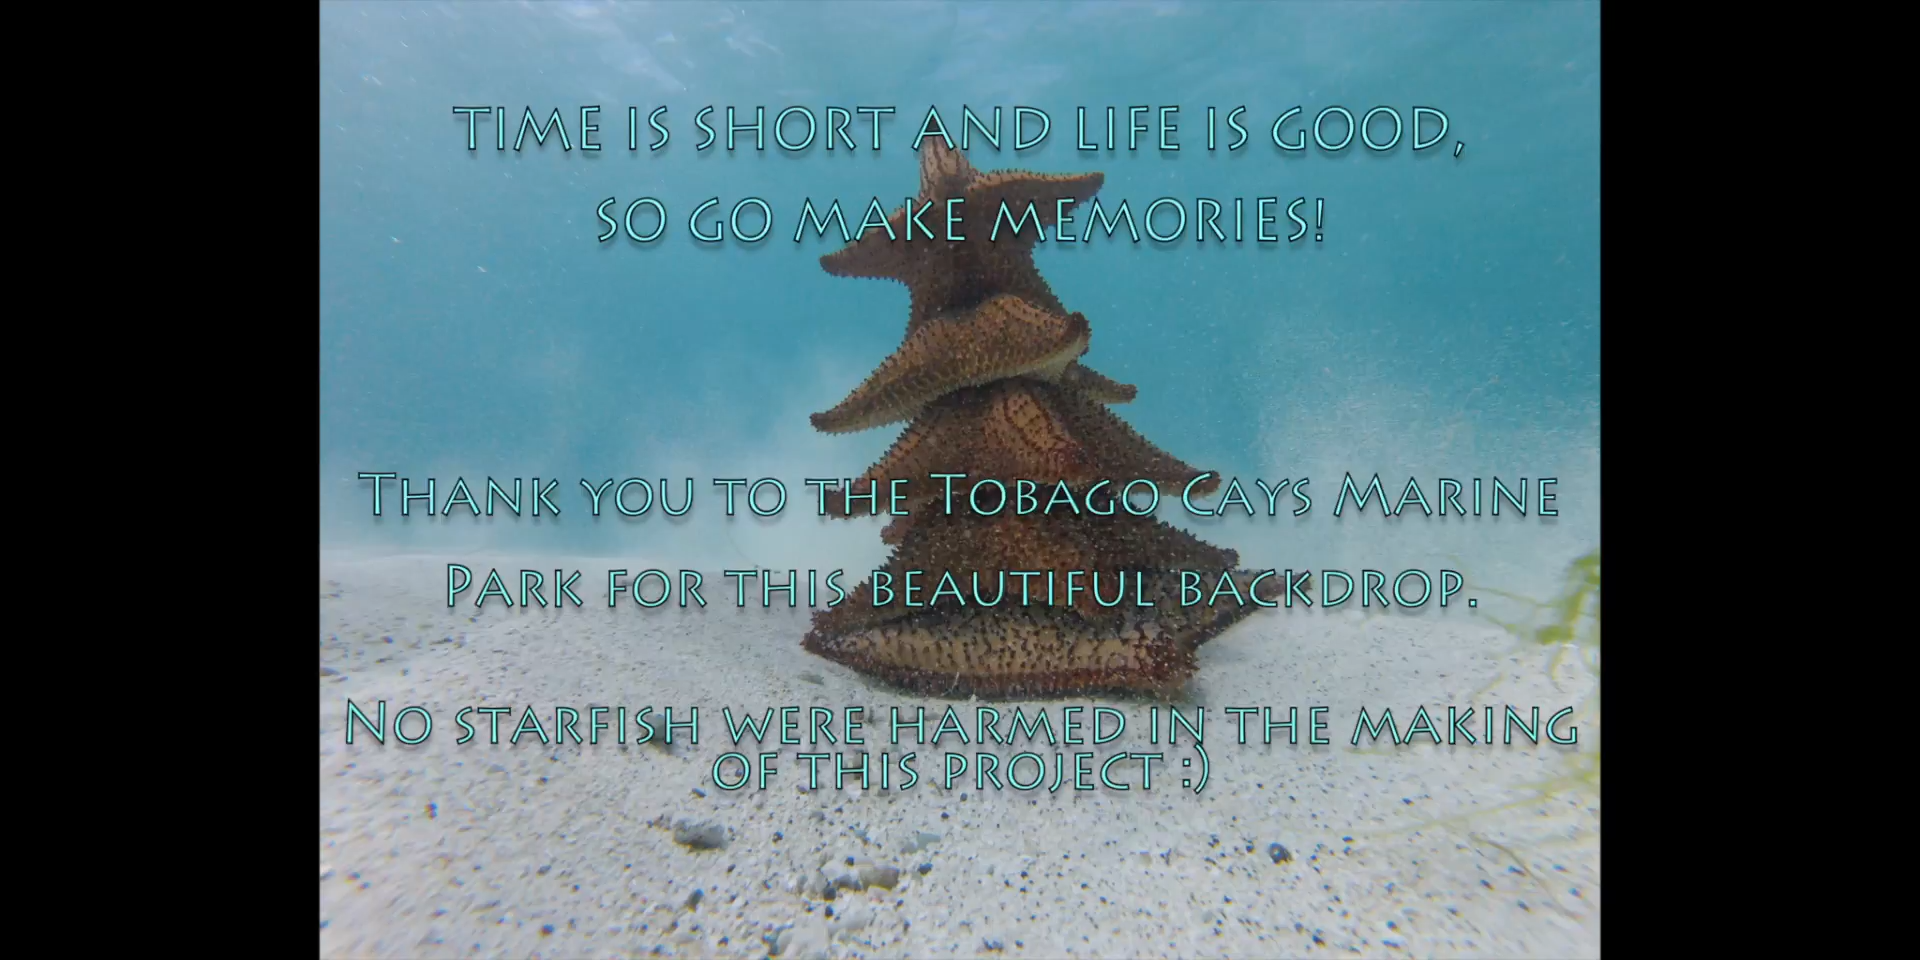 TIME IS SHORT AND LIFE IS GOOD,
SO GO MAKE MEMORIES!
THANK YOU TO THE TOBAGO CAYS MARINE
PARK FOR THIS BEAUTIFUL BACKDROP.
NO STARFISH WERE HARMED IN THE MAKING
OF THIS PROJECT :)